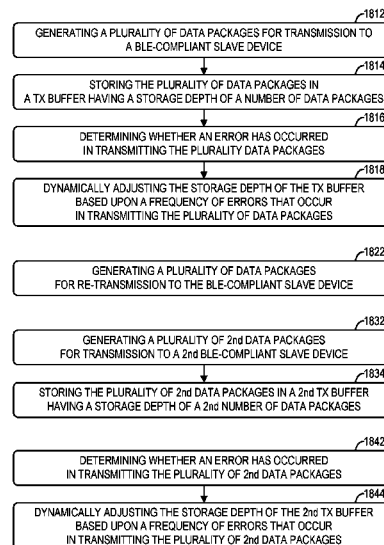 1812
GENERATING A PLURALITY OF DATA PACKAGES FOR TRANSMISSION TO
A BLE-COMPLIANT SLAVE DEVICE
1814
STORING THE PLURALITY OF DATA PACKAGES IN
A TX BUFFER HAVING A STORAGE DEPTH OF A NUMBER OF DATA PACKAGES
1816
DETERMINING WHETHER AN ERROR HAS OCCURRED
IN TRANSMITTING THE PLURALITY DATA PACKAGES
1818
DYNAMICALLY ADJUSTING THE STORAGE DEPTH OF THE TX BUFFER
BASED UPON A FREQUENCY OF ERRORS THAT OCCUR
IN TRANSMITTING THE PLURALITY OF DATA PACKAGES
1822
GENERATING A PLURALITY OF DATA PACKAGES
FOR RE-TRANSMISSION TO THE BLE-COMPLIANT SLAVE DEVICE
1832
GENERATING A PLURALITY OF 2nd DATA PACKAGES
FOR TRANSMISSION TO A 2nd BLE-COMPLIANT SLAVE DEVICE
1834
STORING THE PLURALITY OF 2nd DATA PACKAGES IN A 2nd TX BUFFER
HAVING A STORAGE DEPTH OF A 2nd NUMBER OF DATA PACKAGES
1842
DETERMINING WHETHER AN ERROR HAS OCCURRED
IN TRANSMITTING THE PLURALITY OF 2nd DATA PACKAGES
1844
DYNAMICALLY ADJUSTING THE STORAGE DEPTH OF THE 2nd TX BUFFER
BASED UPON A FREQUENCY OF ERRORS THAT OCCUR
IN TRANSMITTING THE PLURALITY OF 2nd DATA PACKAGES